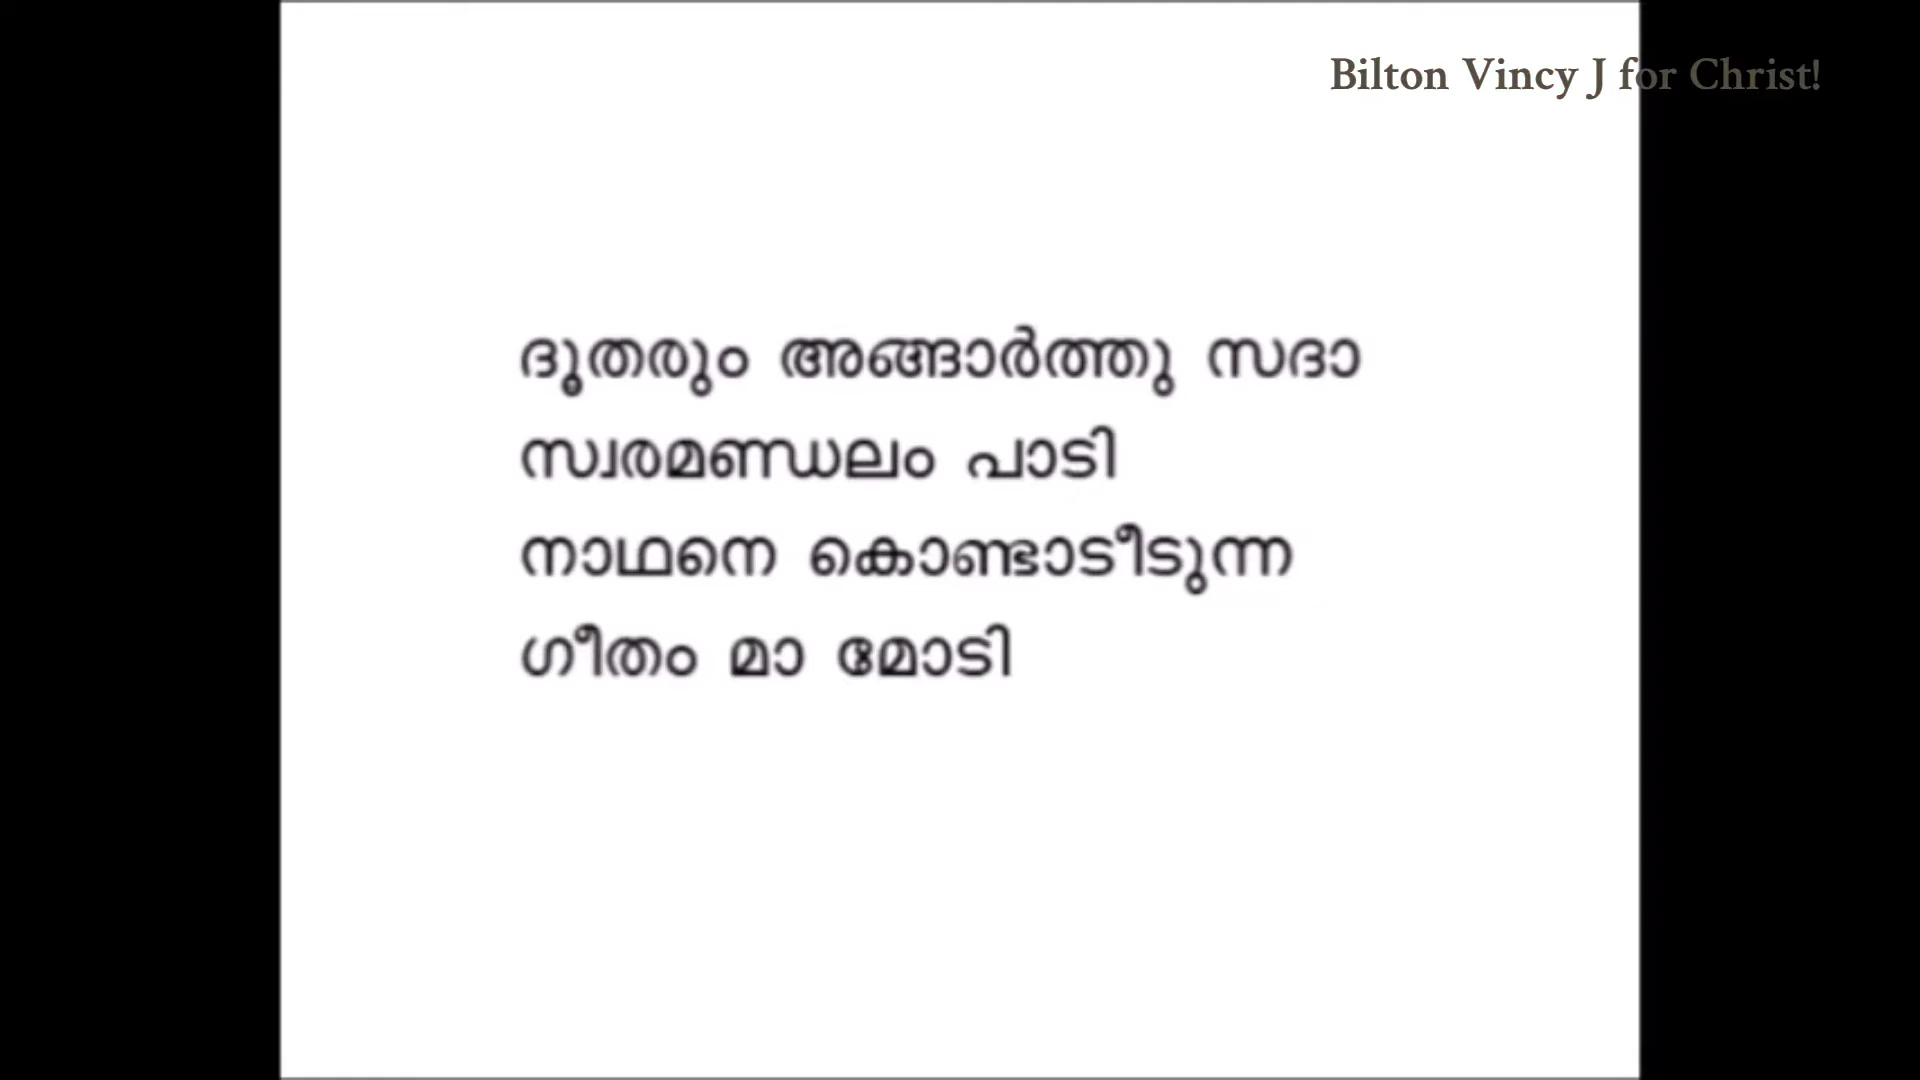 Bilton Vincy J for Christ!
ദൂതരും അങ്ങാർത്തു സദാ
സ്വരമണ്ഡലം പാടി
നാഥനെ കൊണ്ടാടീടുന്ന
ഗീതം മാ മോടി